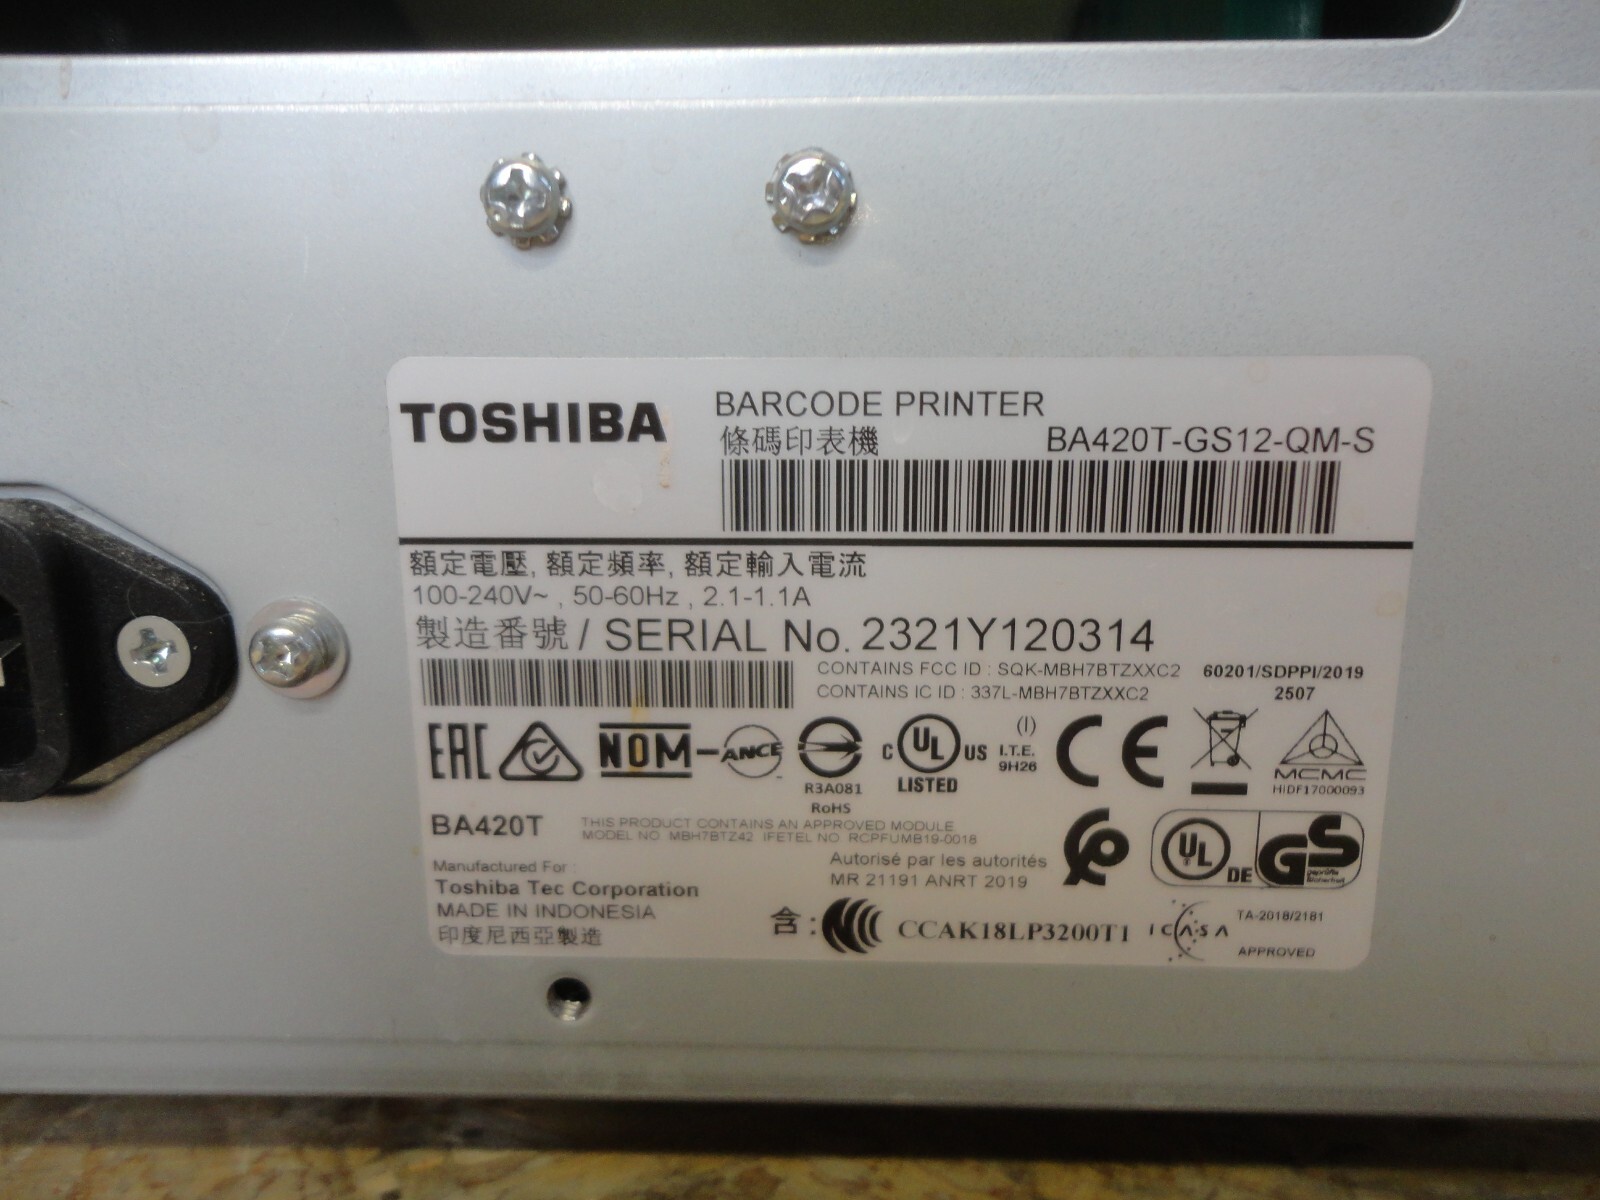 TOSHIBA
BARCODE PRINTER
條碼印表機 BA420T-GS12-QM-S
額定電壓, 額定頻率, 額定輸入電流
100-240V~ , 50-60Hz , 2.1-1.1A
製造番號 / SERIAL No. 2321Y120314
CONTAINS FCC ID : SQK-MBH7BTZXXC2
CONTAINS IC ID : 337L-MBH7BTZXXC2
60201/SDPPI/2019
2507
EAC NOM-ANCE
R3A081
RoHS
C UL US
LISTED
(I)
I.T.E.
9H26
CE
MCMC
HIDF17000093
BA420T
THIS PRODUCT CONTAINS AN APPROVED MODULE
MODEL NO MBH7BTZ42 IFETEL NO RCPFUMB19-0018
Manufactured For :
Toshiba Tec Corporation
MADE IN INDONESIA
印度尼西亞製造
Autorisé par les autorités
MR 21191 ANRT 2019
UL DE GS
geprüfte
Sicherheit
含 : CCAK18LP3200T1
ICASA
TA-2018/2181
APPROVED